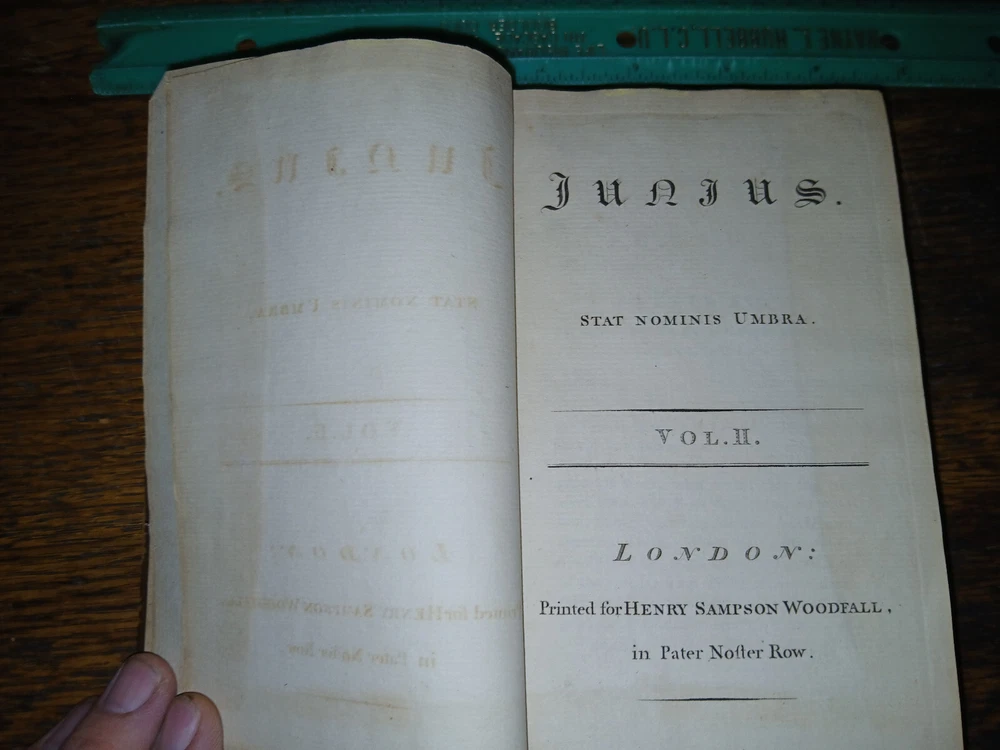 JUNIUS.
STAT NOMINIS UMBRA.
VOL. II.
LONDON:
Printed for HENRY SAMPSON WOODFALL,
in Pater Noſter Row.